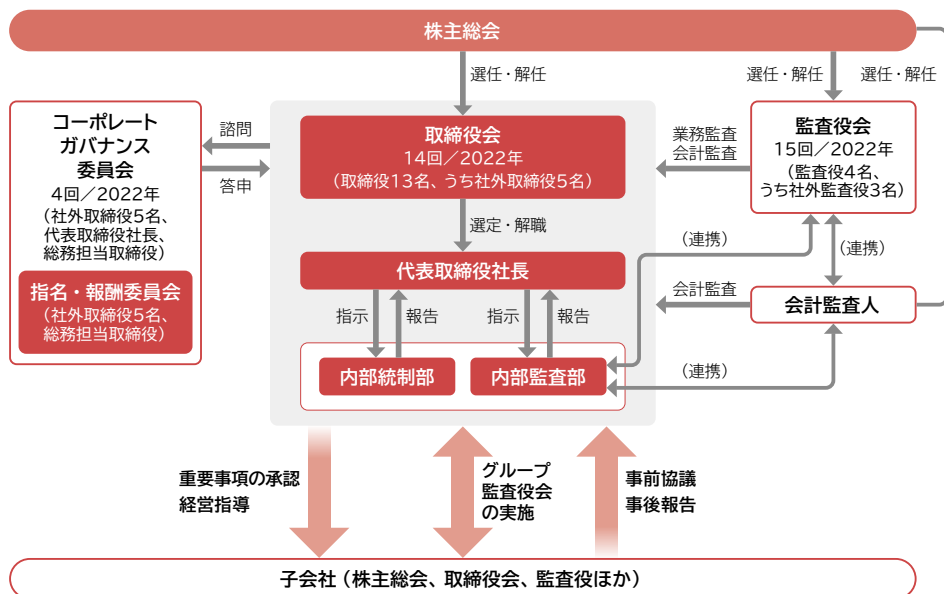 株主総会
選任・解任
選任・解任
選任・解任
コーポレート
ガバナンス
委員会
4回／2022年
（社外取締役5名、
代表取締役社長、
総務担当取締役）
指名・報酬委員会
（社外取締役5名、
総務担当取締役）
諮問
答申
取締役会
14回／2022年
（取締役13名、うち社外取締役5名）
選定・解職
代表取締役社長
指示
報告
指示
報告
内部統制部
内部監査部
業務監査
会計監査
監査役会
15回／2022年
（監査役4名、
うち社外監査役3名）
（連携）
（連携）
会計監査
会計監査人
（連携）
重要事項の承認
経営指導
グループ
監査役会
の実施
事前協議
事後報告
子会社（株主総会、取締役会、監査役ほか）